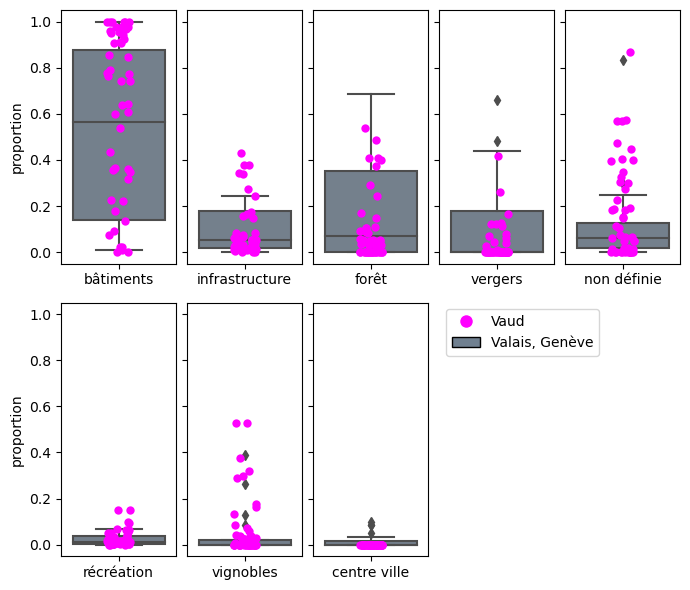 1.0
0.8
0.6
0.4
0.2
0.0
proportion
bâtiments
infrastructure
forêt
vergers
non définie
1.0
0.8
0.6
0.4
0.2
0.0
proportion
récréation
vignobles
centre ville
Vaud
Valais, Genève